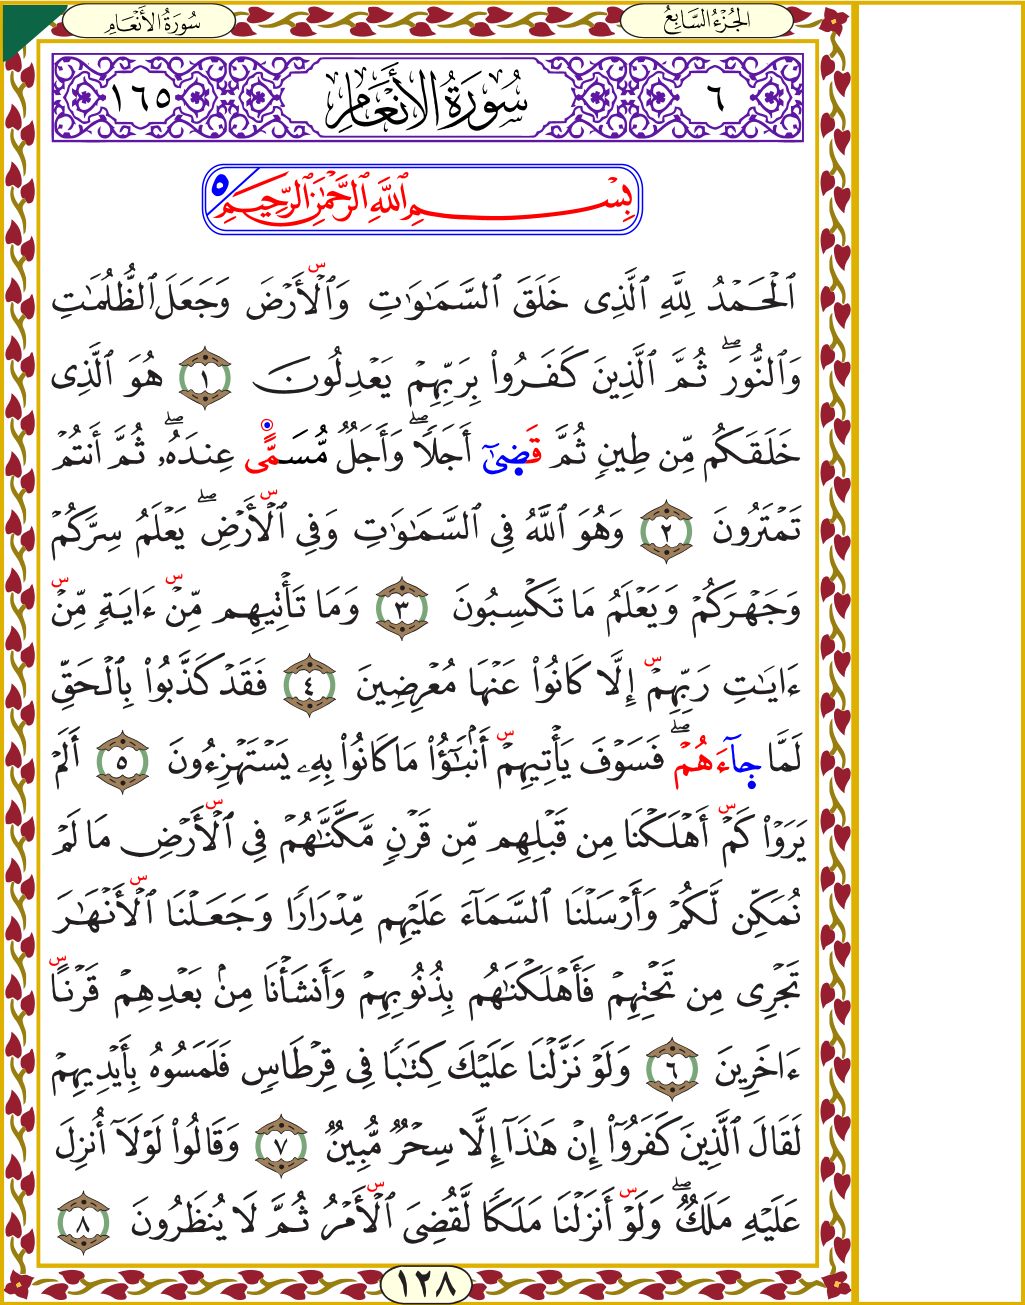 الجُزْءُ السَّابِعُ
سُورَةُ الأَنْعَامِ
٦
سُورَةُ الأَنْعَامِ
١٦٥
بِسْمِ ٱللَّهِ ٱلرَّحْمَٰنِ ٱلرَّحِيمِ ٥
ٱلْحَمْدُ لِلَّهِ ٱلَّذِى خَلَقَ ٱلسَّمَٰوَٰتِ وَٱلْأَرْضَ وَجَعَلَ ٱلظُّلُمَٰتِ
وَٱلنُّورَ ۖ ثُمَّ ٱلَّذِينَ كَفَرُوا۟ بِرَبِّهِمْ يَعْدِلُونَ ١ هُوَ ٱلَّذِى
خَلَقَكُم مِّن طِينٍ ثُمَّ قَضِىٰٓ أَجَلًا ۖ وَأَجَلٌ مُّسَمًّى عِندَهُۥ ۖ ثُمَّ أَنتُمْ
تَمْتَرُونَ ٢ وَهُوَ ٱللَّهُ فِى ٱلسَّمَٰوَٰتِ وَفِى ٱلْأَرْضِ ۖ يَعْلَمُ سِرَّكُمْ
وَجَهْرَكُمْ وَيَعْلَمُ مَا تَكْسِبُونَ ٣ وَمَا تَأْتِيهِم مِّنْ ءَايَةٍ مِّنْ
ءَايَٰتِ رَبِّهِمْ إِلَّا كَانُوا۟ عَنْهَا مُعْرِضِينَ ٤ فَقَدْ كَذَّبُوا۟ بِٱلْحَقِّ
لَمَّا جَآءَهُمْ ۖ فَسَوْفَ يَأْتِيهِمْ أَنۢبَٰٓؤُا۟ مَا كَانُوا۟ بِهِۦ يَسْتَهْزِءُونَ ٥ أَلَمْ
يَرَوْا۟ كَمْ أَهْلَكْنَا مِن قَبْلِهِم مِّن قَرْنٍ مَّكَّنَّٰهُمْ فِى ٱلْأَرْضِ مَا لَمْ
نُمَكِّن لَّكُمْ وَأَرْسَلْنَا ٱلسَّمَآءَ عَلَيْهِم مِّدْرَارًا وَجَعَلْنَا ٱلْأَنْهَٰرَ
تَجْرِى مِن تَحْتِهِمْ فَأَهْلَكْنَٰهُم بِذُنُوبِهِمْ وَأَنشَأْنَا مِنۢ بَعْدِهِمْ قَرْنًا
ءَاخَرِينَ ٦ وَلَوْ نَزَّلْنَا عَلَيْكَ كِتَٰبًا فِى قِرْطَاسٍ فَلَمَسُوهُ بِأَيْدِيهِمْ
لَقَالَ ٱلَّذِينَ كَفَرُوٓا۟ إِنْ هَٰذَآ إِلَّا سِحْرٌ مُّبِينٌ ٧ وَقَالُوا۟ لَوْلَآ أُنزِلَ
عَلَيْهِ مَلَكٌ ۖ وَلَوْ أَنزَلْنَا مَلَكًا لَّقُضِىَ ٱلْأَمْرُ ثُمَّ لَا يُنظَرُونَ ٨
١٢٨